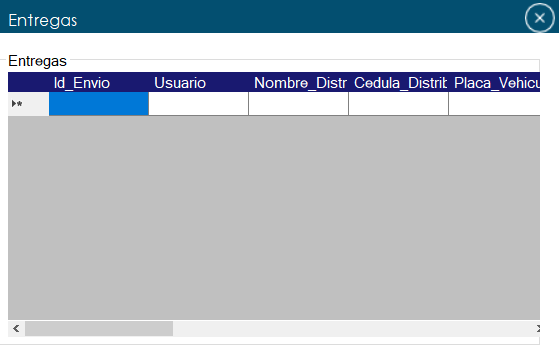 Entregas
Entregas
Id_Envio Usuario Nombre_Distr Cedula_Distrib Placa_Vehicu